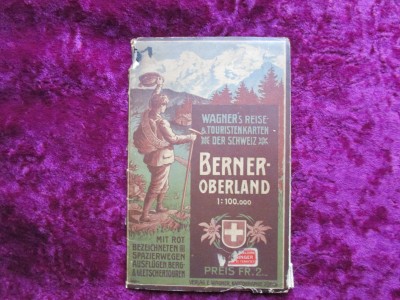 WAGNER'S REISE-
& TOURISTENKARTEN
DER SCHWEIZ
BERNER-
OBERLAND
1:100.000
MIT ROT
BEZEICHNETEN
SPAZIERWEGEN
AUSFLÜGEN BERG-
& GLETSCHERTOUREN
PREIS FR. 2